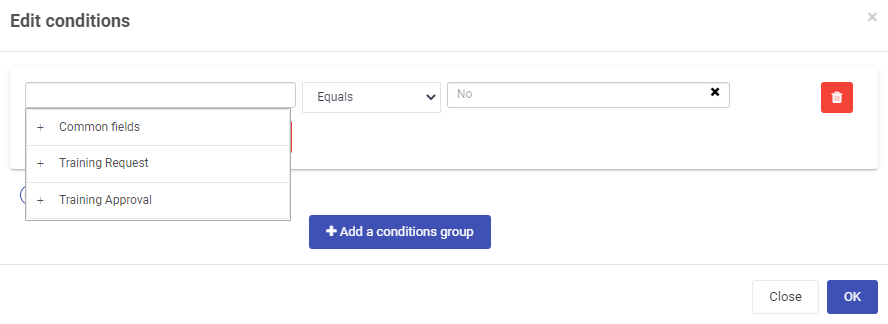 Edit conditions
×
Equals
No
+ Common fields
+ Training Request
+ Training Approval
Add a conditions group
Close
OK